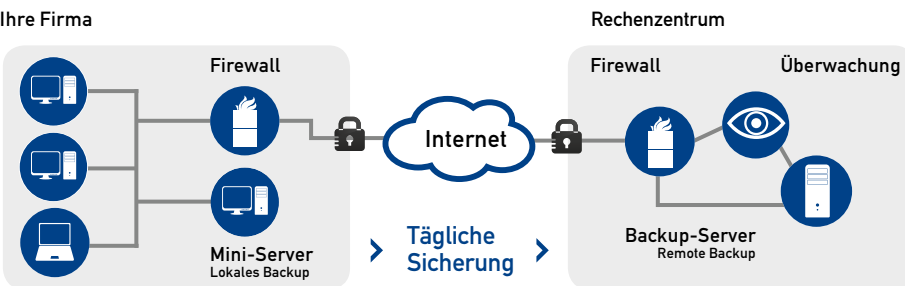 Ihre Firma
Rechenzentrum
Firewall
Firewall
Überwachung
Internet
Mini-Server
Lokales Backup
Tägliche
Sicherung
Backup-Server
Remote Backup